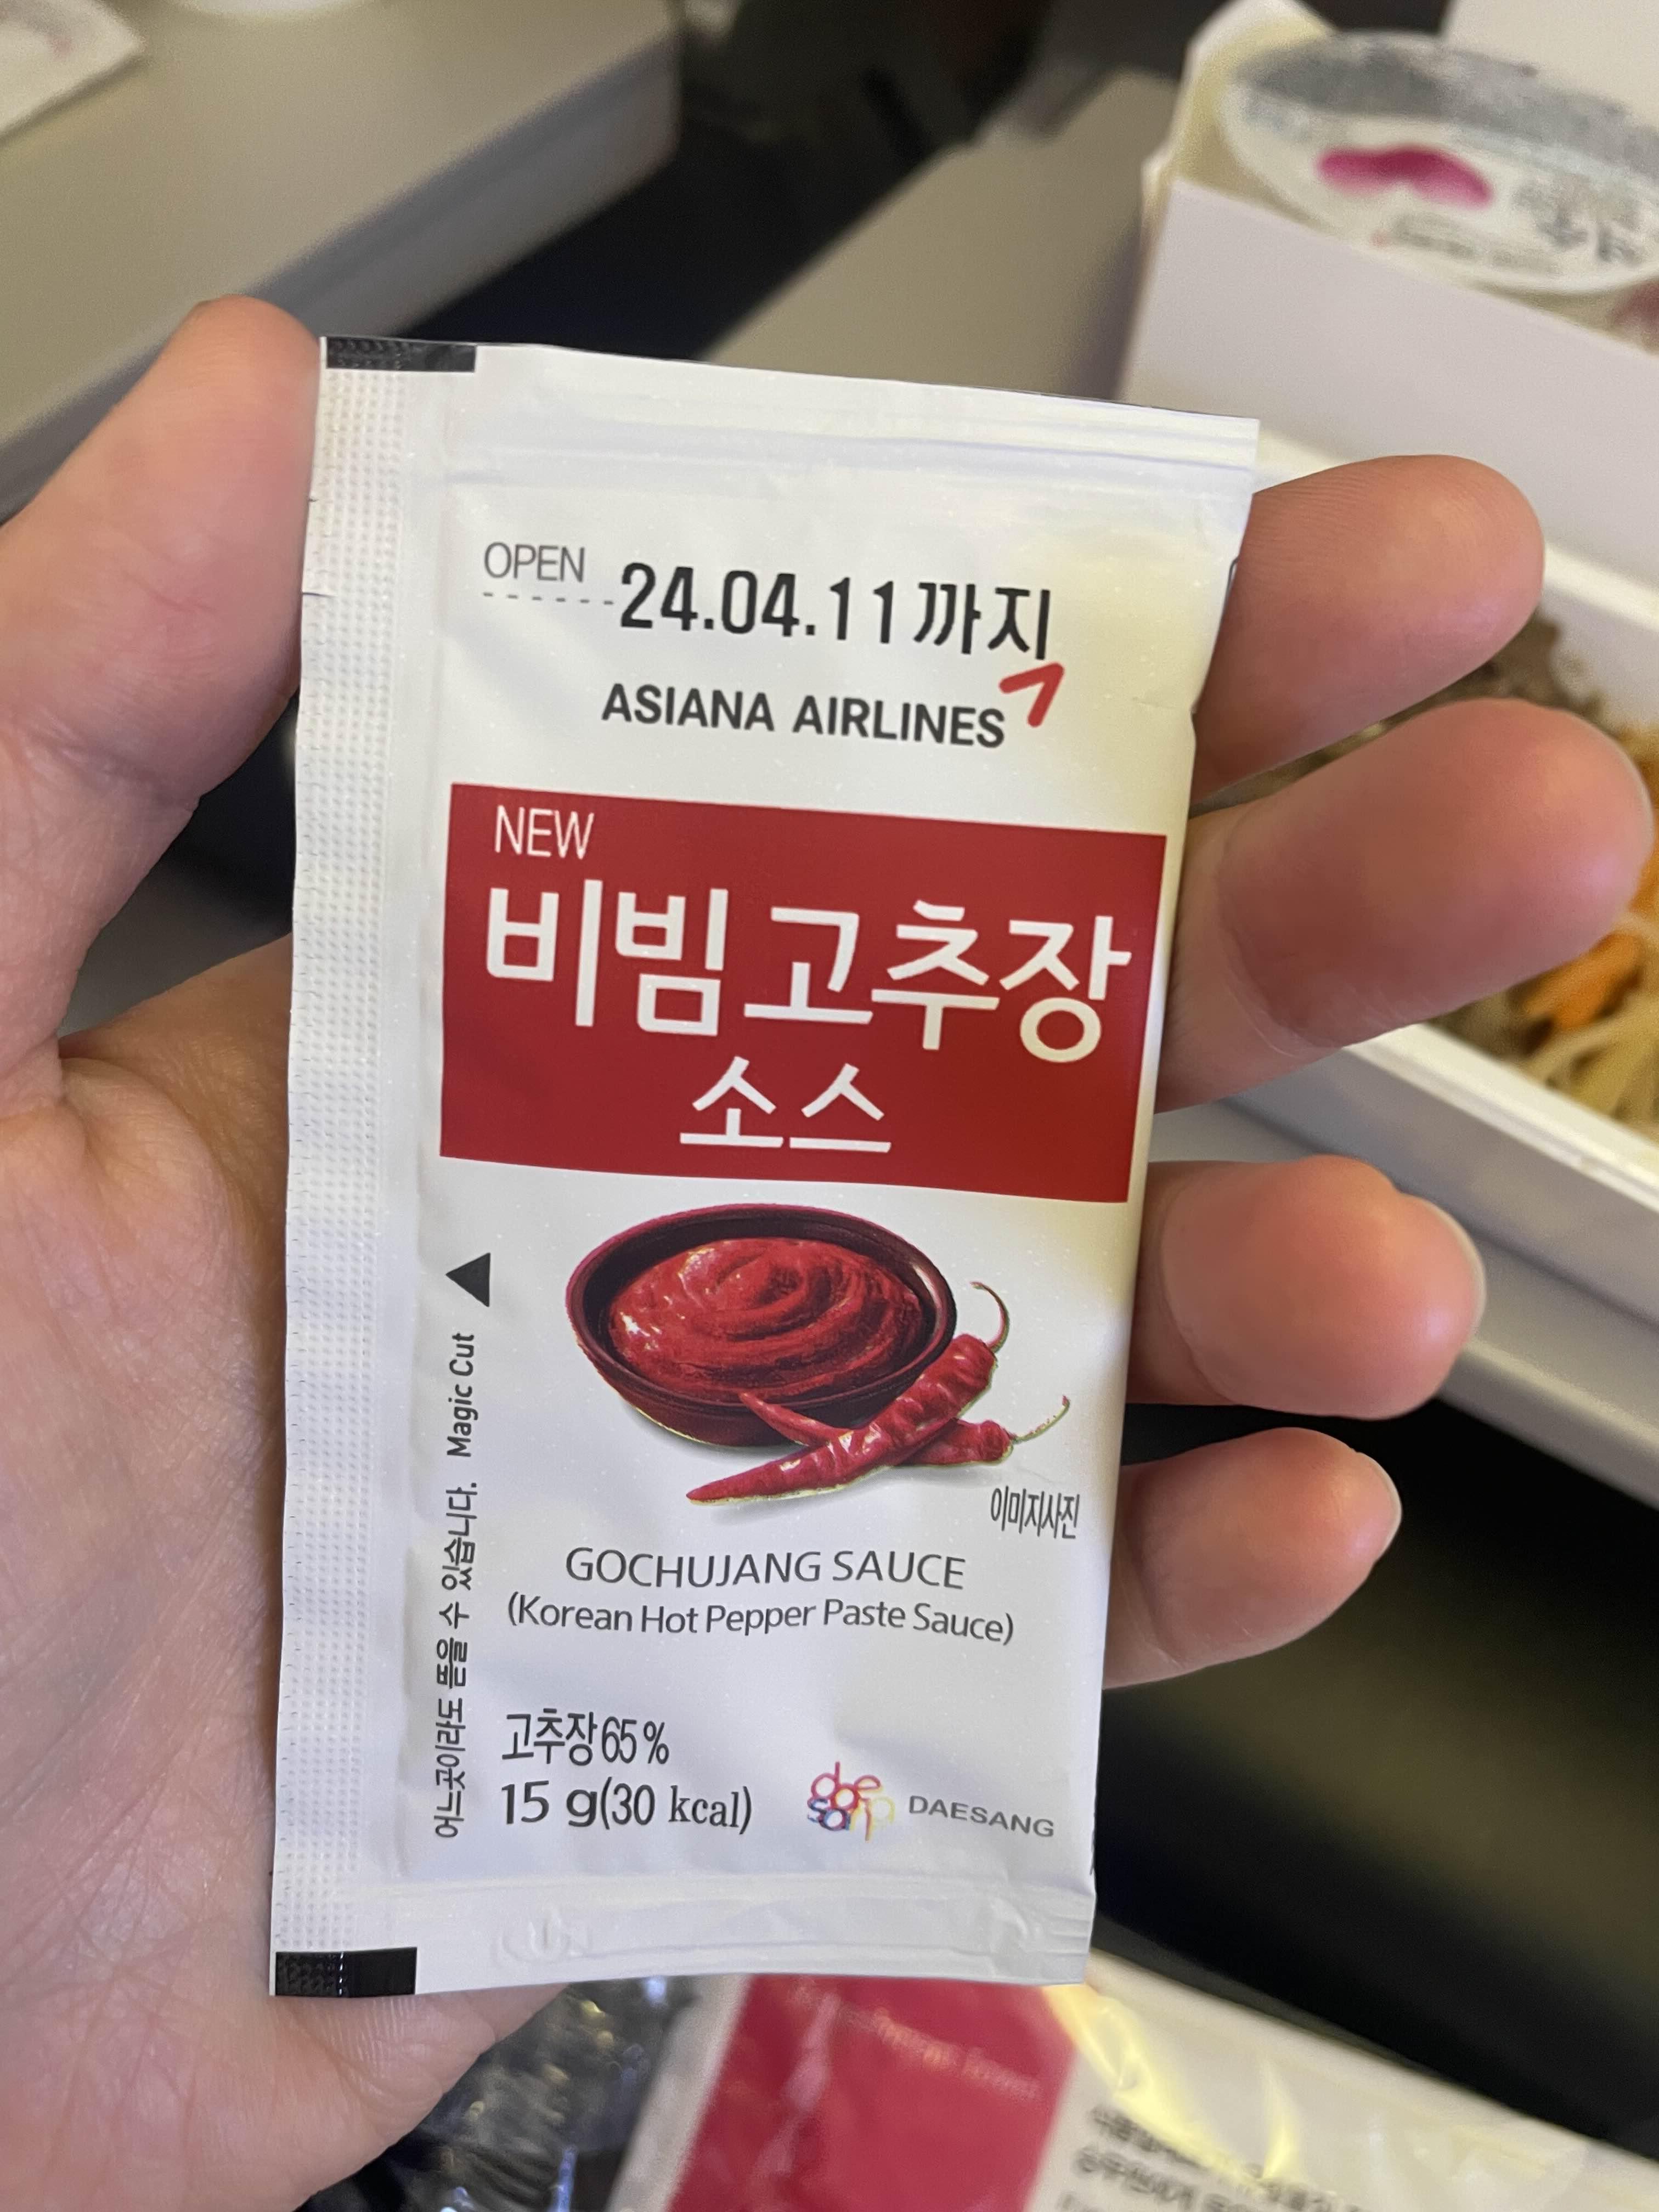 OPEN
24.04.11까지
ASIANA AIRLINES
NEW
비빔고추장
소스
어느곳이라도 뜯을 수 있습니다. Magic Cut
이미지사진
GOCHUJANG SAUCE
(Korean Hot Pepper Paste Sauce)
고추장65%
15 g(30 kcal)
daesang
DAESANG